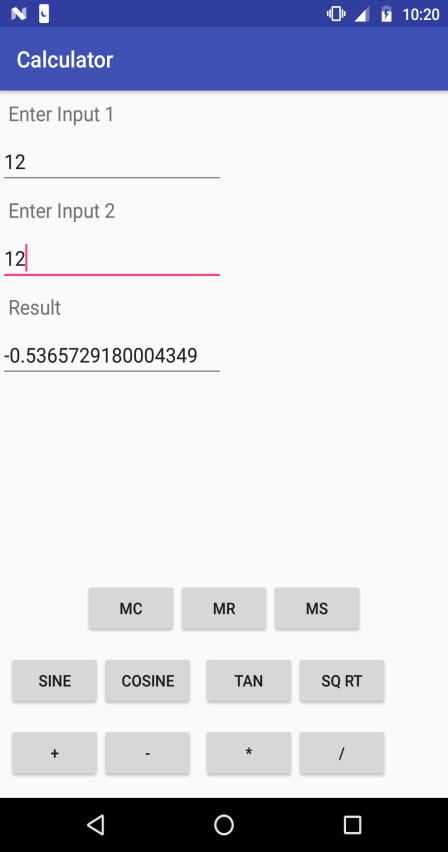 10:20
Calculator
Enter Input 1
12
Enter Input 2
12
Result
-0.5365729180004349
MC MR MS
SINE COSINE TAN SQ RT
+ - * /